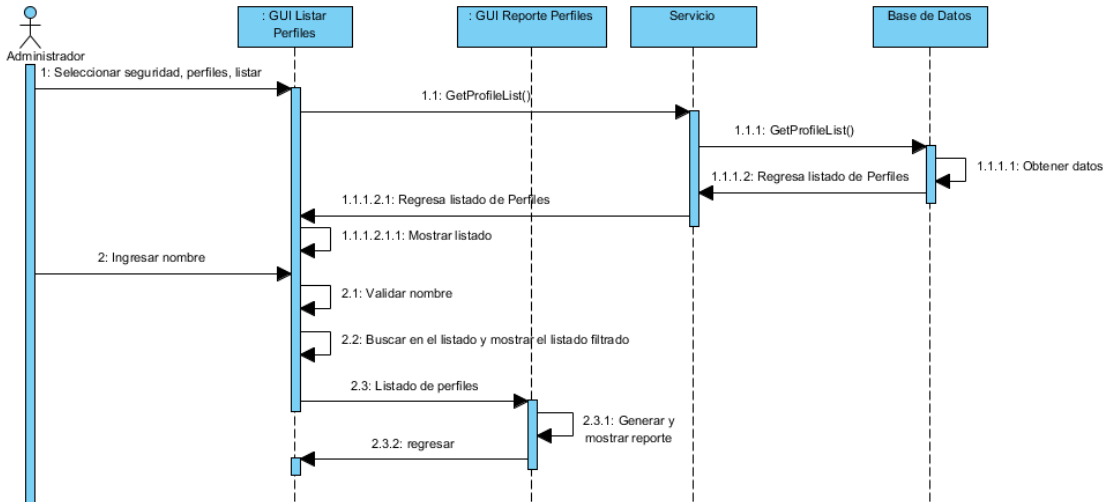 : GUI Listar
Perfiles
: GUI Reporte Perfiles
Servicio
Base de Datos
Administrador
1: Seleccionar seguridad, perfiles, listar
1.1: GetProfileList()
1.1.1: GetProfileList()
1.1.1.1: Obtener datos
1.1.1.2: Regresa listado de Perfiles
1.1.1.2.1: Regresa listado de Perfiles
1.1.1.2.1.1: Mostrar listado
2: Ingresar nombre
2.1: Validar nombre
2.2: Buscar en el listado y mostrar el listado filtrado
2.3: Listado de perfiles
2.3.1: Generar y
mostrar reporte
2.3.2: regresar